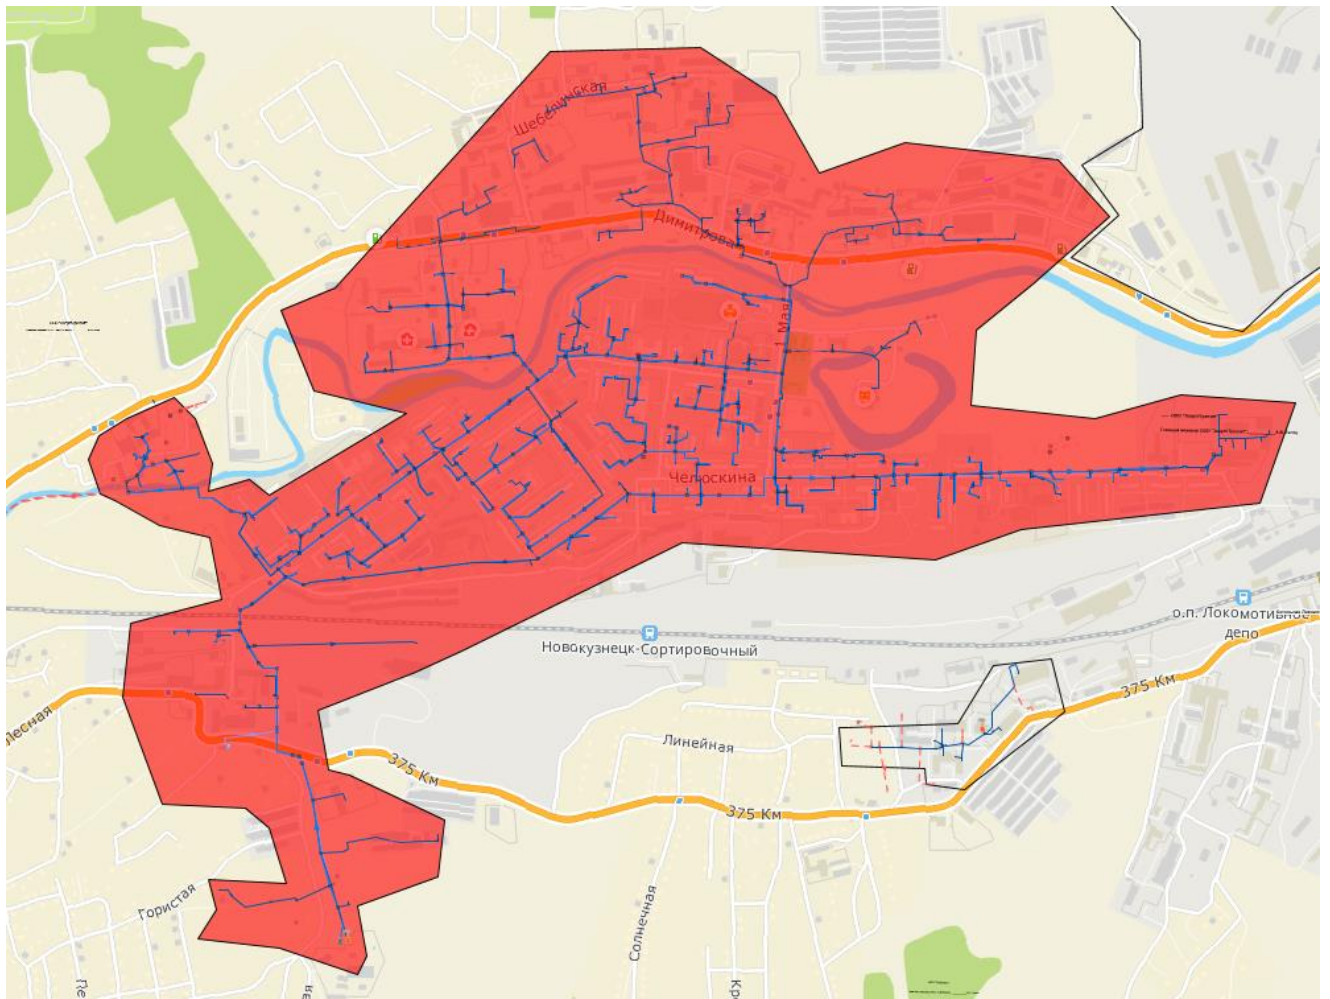 Шебелинская
Димитрова
1 Мая
Челюскина
Новокузнецк-Сортировочный
о.п. Локомотивное
депо
375 Км
Лесная
Линейная
375 Км
375 Км
Гористая
Солнечная